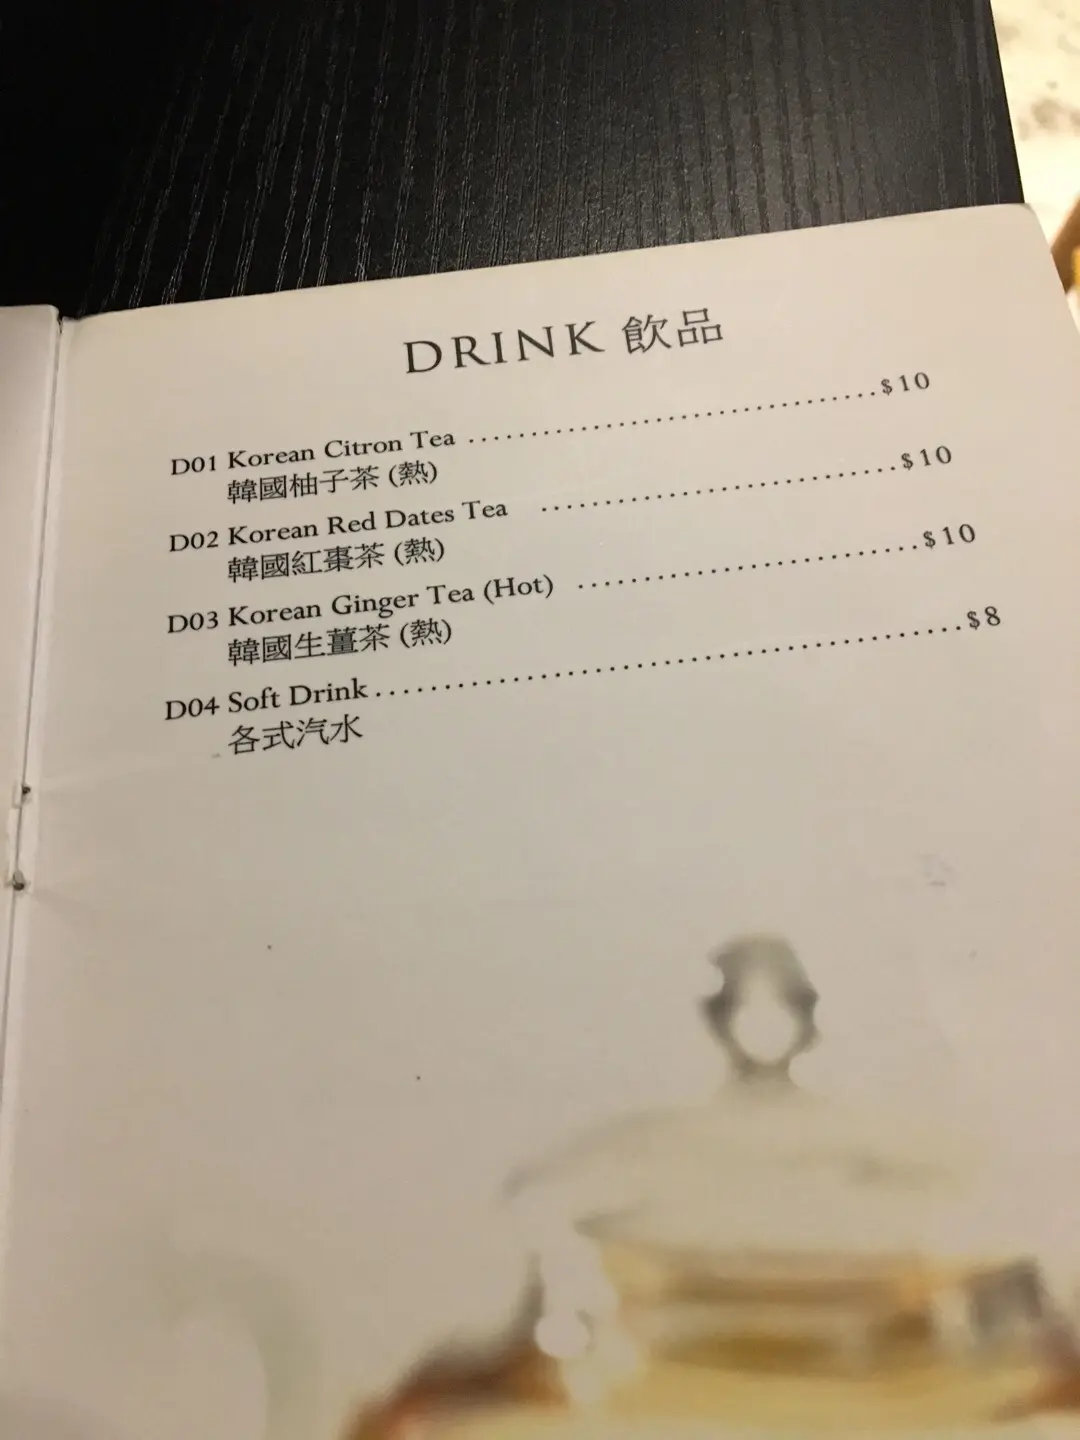 DRINK 飲品
D01 Korean Citron Tea ........................................$10
韓國柚子茶 (熱)
D02 Korean Red Dates Tea ..................................$10
韓國紅棗茶 (熱)
D03 Korean Ginger Tea (Hot) ................................$10
韓國生薑茶 (熱)
D04 Soft Drink ................................................$8
各式汽水